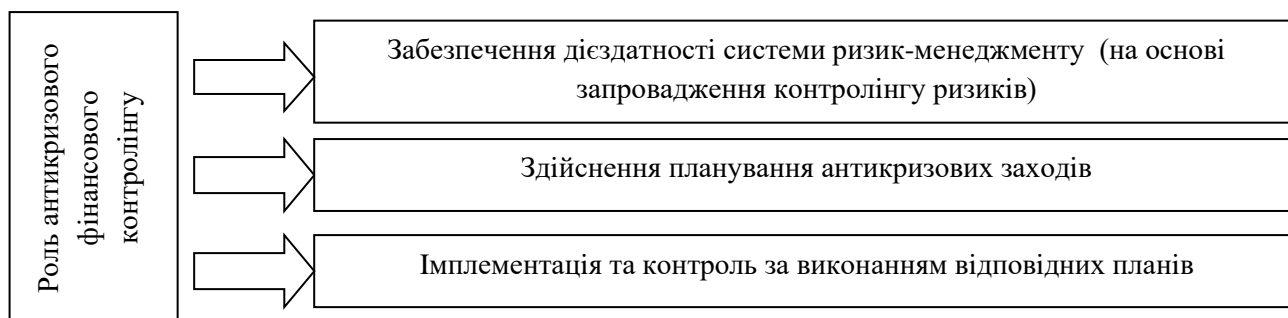 Роль антикризового
фінансового
контролінгу
Забезпечення дієздатності системи ризик-менеджменту (на основі
запровадження контролінгу ризиків)
Здійснення планування антикризових заходів
Імплементація та контроль за виконанням відповідних планів